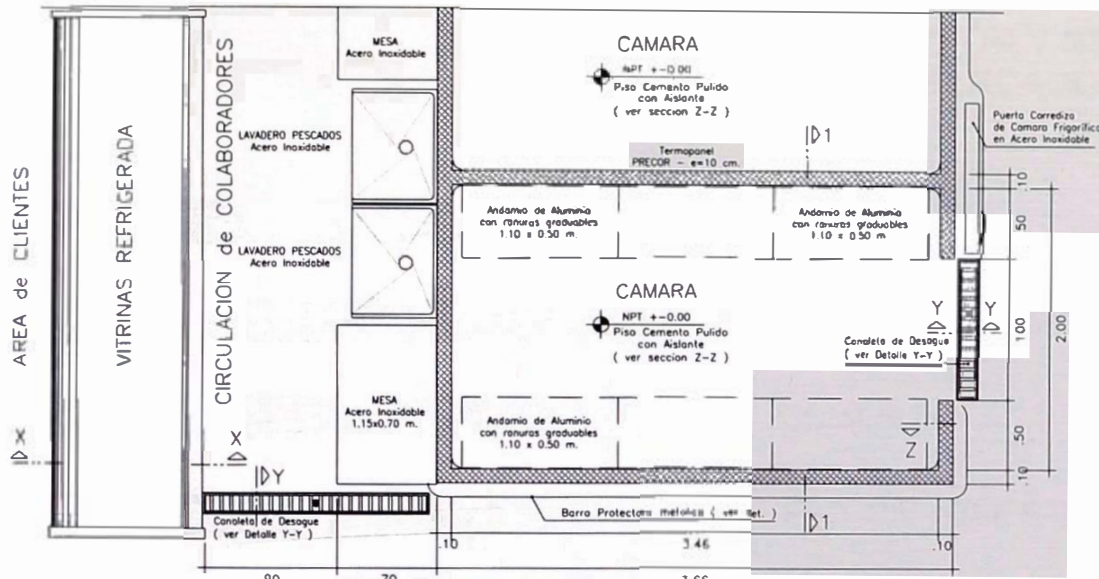 MESA
Acero Inoxidable
CAMARA
NPT +-0.00
Piso Cemento Pulido
con Aislante
( ver seccion Z-Z )
Puerta Corrediza
de Camara Frigorífica
en Acero Inoxidable
LAVADERO PESCADOS
Acero Inoxidable
1
Termopanel
PRECOR - e=10 cm.
AREA de CLIENTES
VITRINAS REFRIGERADA
CIRCULACION de COLABORADORES
Andamio de Aluminio
con ranuras graduables
1.10 x 0.50 m.
Andamio de Aluminio
con ranuras graduables
1.10 x 0.50 m
.10
.50
LAVADERO PESCADOS
Acero Inoxidable
CAMARA
NPT +-0.00
Piso Cemento Pulido
con Aislante
( ver seccion Z-Z )
Y
Y
1.00
2.00
Canaleta de Desague
( ver Detalle Y-Y )
MESA
Acero Inoxidable
1.15x0.70 m.
Andamio de Aluminio
con ranuras graduables
1.10 x 0.50 m.
Z
.50
.10
X
X
Y
Canaleta de Desague
( ver Detalle Y-Y )
Barra Protectora metalica ( ver det. )
1
.10
3.46
.10